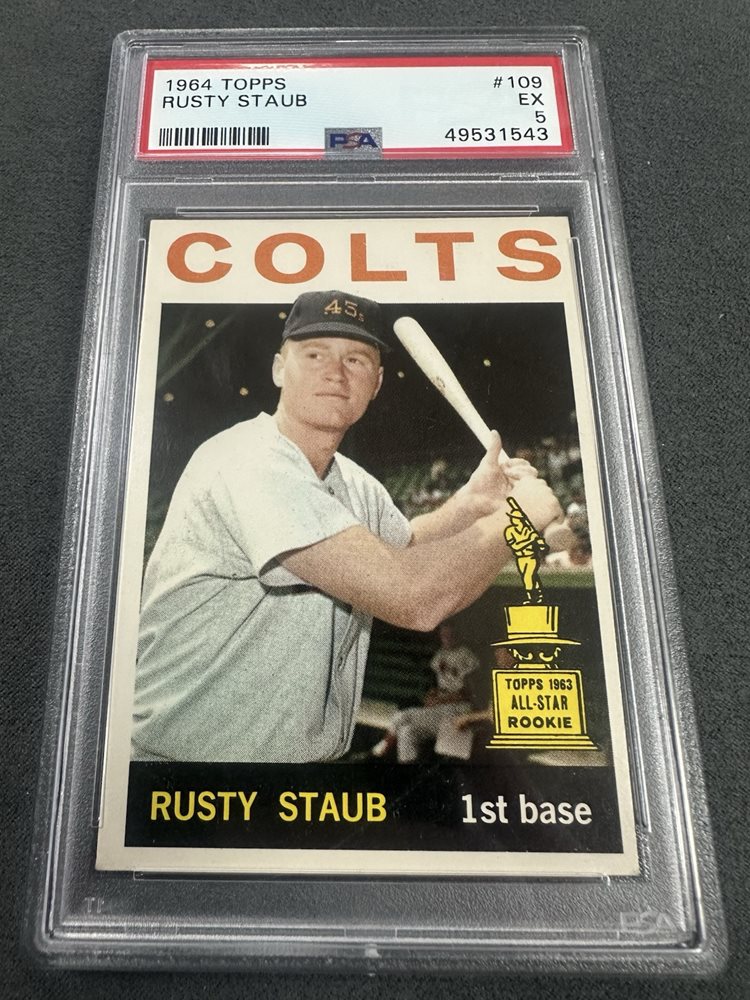 1964 TOPPS #109
RUSTY STAUB EX
5
PSA 49531543
COLTS
45s
TOPPS 1963
ALL-STAR
ROOKIE
RUSTY STAUB 1st base
PSA